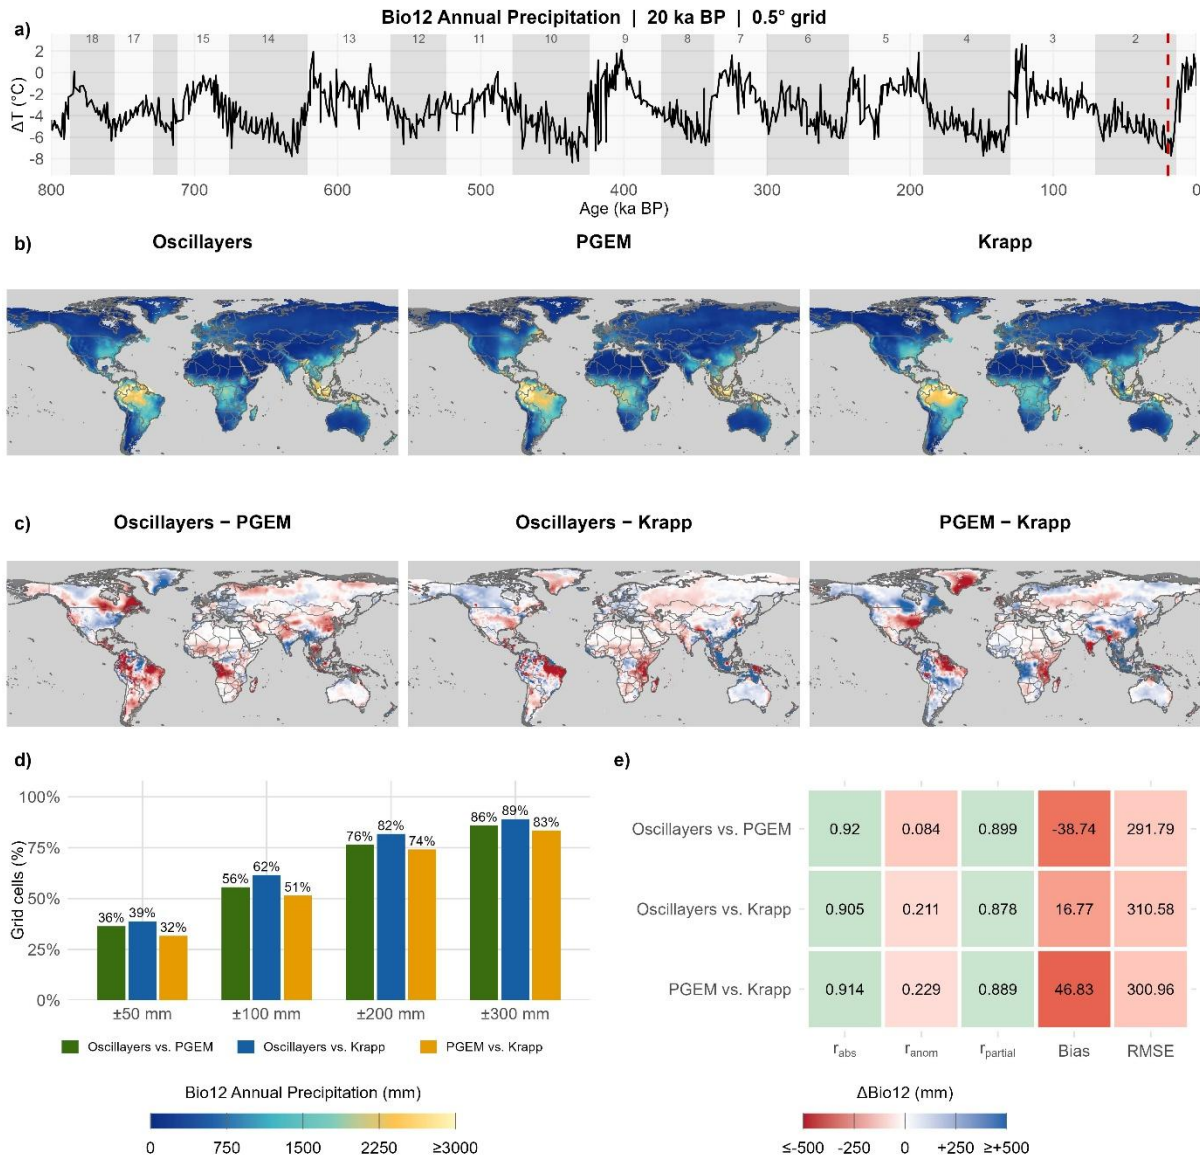 Bio12 Annual Precipitation | 20 ka BP | 0.5° grid
a)
18 17 15 14 13 12 11 10 9 8 7 6 5 4 3 2
ΔT (°C)
2
0
-2
-4
-6
-8
800 700 600 500 400 300 200 100 0
Age (ka BP)
b)
Oscillayers PGEM Krapp
c)
Oscillayers − PGEM Oscillayers − Krapp PGEM − Krapp
d)
Grid cells (%)
100%
75%
50%
25%
0%
36% 39% 32%
56% 62% 51%
76% 82% 74%
86% 89% 83%
±50 mm ±100 mm ±200 mm ±300 mm
Oscillayers vs. PGEM Oscillayers vs. Krapp PGEM vs. Krapp
e)
Oscillayers vs. PGEM 0.92 0.084 0.899 -38.74 291.79
Oscillayers vs. Krapp 0.905 0.211 0.878 16.77 310.58
PGEM vs. Krapp 0.914 0.229 0.889 46.83 300.96
rabs ranom rpartial Bias RMSE
Bio12 Annual Precipitation (mm)
0 750 1500 2250 ≥3000
ΔBio12 (mm)
≤-500 -250 0 +250 ≥+500